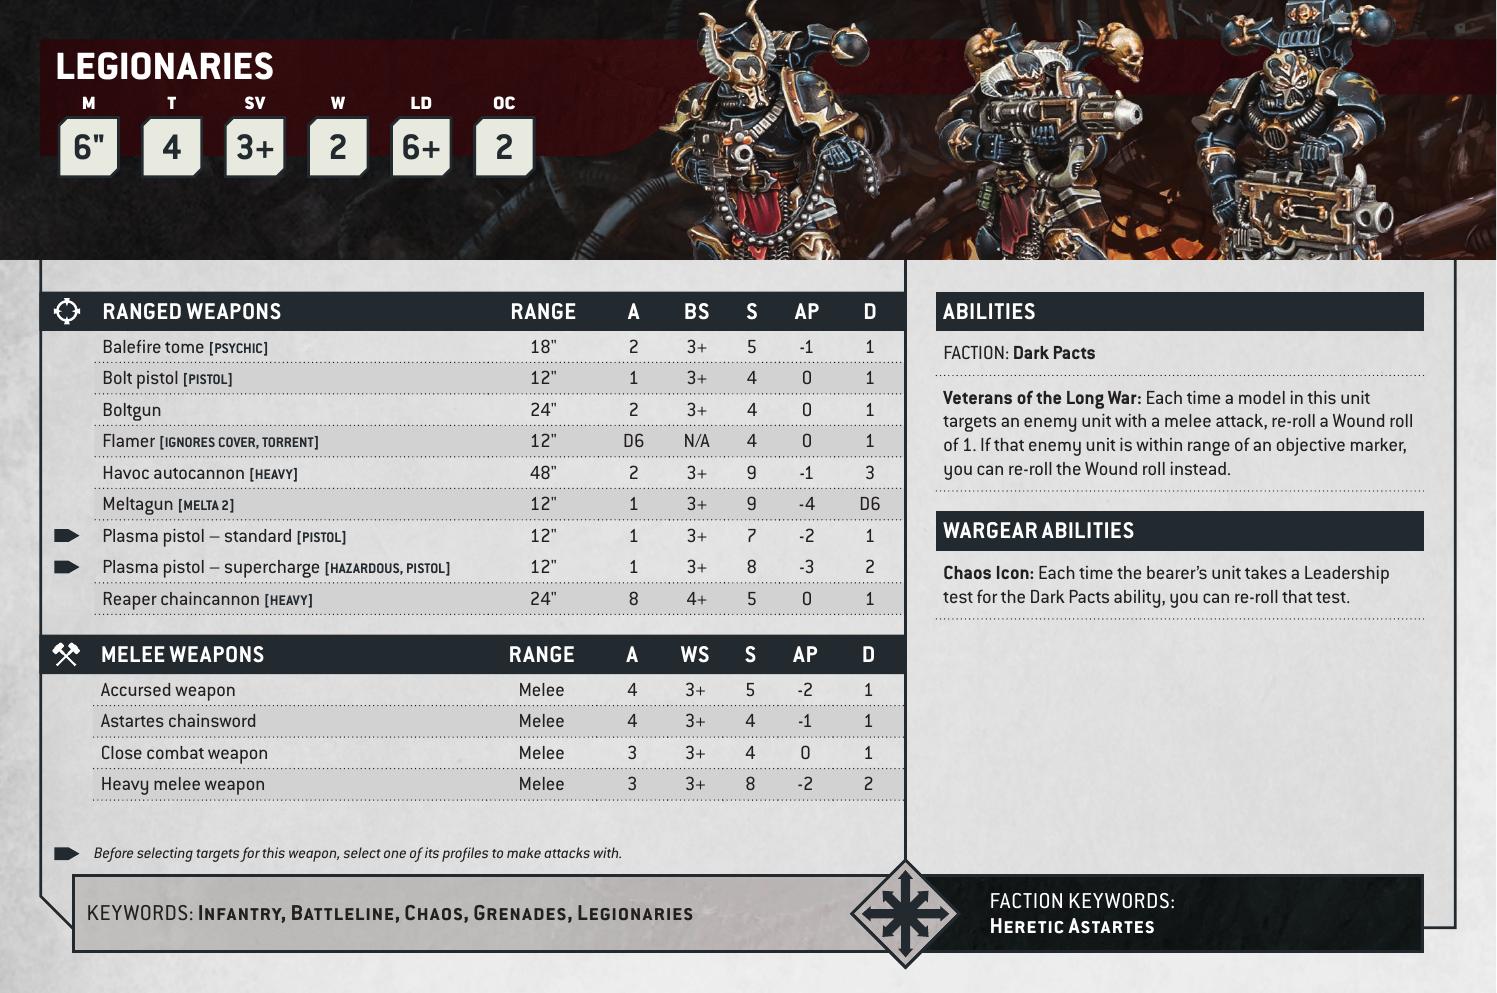 LEGIONARIES
M T SV W LD OC
6" 4 3+ 2 6+ 2
RANGED WEAPONS RANGE A BS S AP D
Balefire tome [PSYCHIC] 18" 2 3+ 5 -1 1
Bolt pistol [PISTOL] 12" 1 3+ 4 0 1
Boltgun 24" 2 3+ 4 0 1
Flamer [IGNORES COVER, TORRENT] 12" D6 N/A 4 0 1
Havoc autocannon [HEAVY] 48" 2 3+ 9 -1 3
Meltagun [MELTA 2] 12" 1 3+ 9 -4 D6
Plasma pistol – standard [PISTOL] 12" 1 3+ 7 -2 1
Plasma pistol – supercharge [HAZARDOUS, PISTOL] 12" 1 3+ 8 -3 2
Reaper chaincannon [HEAVY] 24" 8 4+ 5 0 1
MELEE WEAPONS RANGE A WS S AP D
Accursed weapon Melee 4 3+ 5 -2 1
Astartes chainsword Melee 4 3+ 4 -1 1
Close combat weapon Melee 3 3+ 4 0 1
Heavy melee weapon Melee 3 3+ 8 -2 2
Before selecting targets for this weapon, select one of its profiles to make attacks with.
ABILITIES
FACTION: Dark Pacts
Veterans of the Long War: Each time a model in this unit
targets an enemy unit with a melee attack, re-roll a Wound roll
of 1. If that enemy unit is within range of an objective marker,
you can re-roll the Wound roll instead.
WARGEAR ABILITIES
Chaos Icon: Each time the bearer's unit takes a Leadership
test for the Dark Pacts ability, you can re-roll that test.
KEYWORDS: INFANTRY, BATTLELINE, CHAOS, GRENADES, LEGIONARIES
FACTION KEYWORDS:
HERETIC ASTARTES